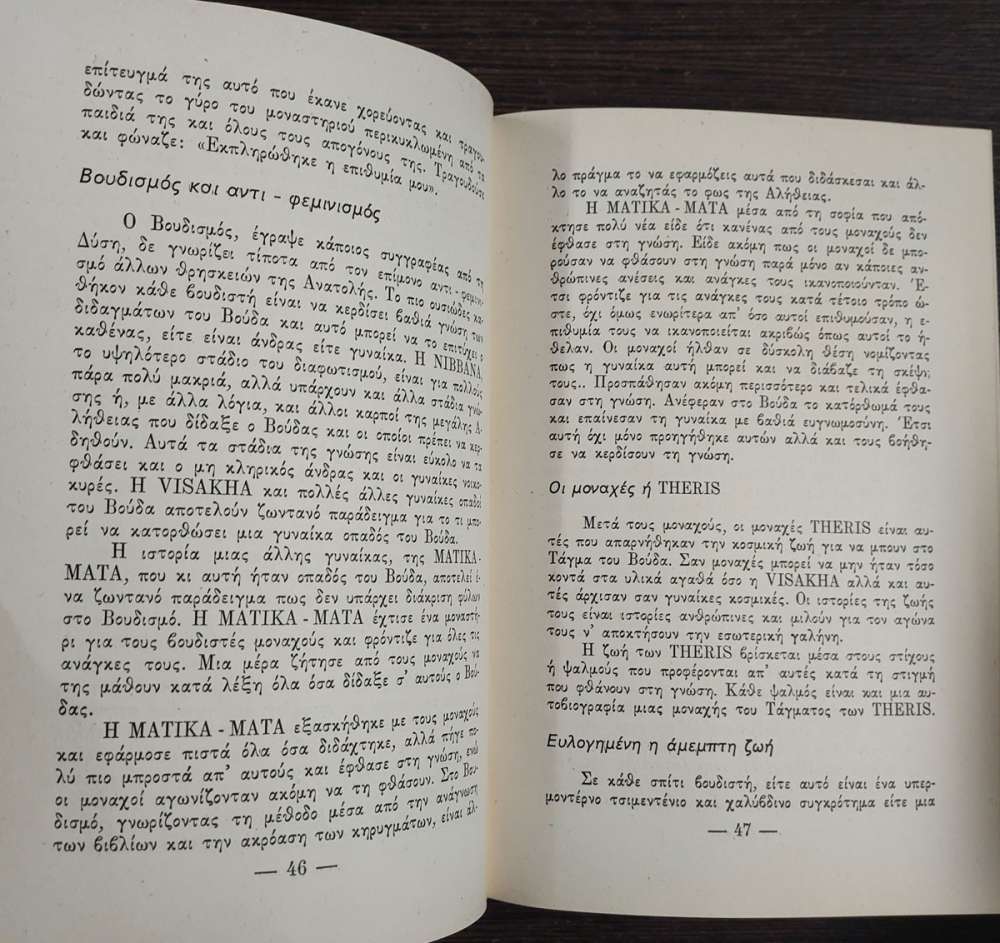 επίτευγμά της αυτό που έκανε χορεύοντας και τραγου-
δώντας το γύρο του μοναστηριού περικυκλωμένη από τα
παιδιά της και όλους τους απογόνους της. Τραγουδούσε
και φώναζε: «Εκπληρώθηκε η επιθυμία μου».
Βουδισμός και αντι - φεμινισμός
Ο Βουδισμός, έγραψε κάποιος συγγραφέας από τη
Δύση, δε γνωρίζει τίποτα από τον επίμονο αντι-φεμινι-
σμό άλλων θρησκειών της Ανατολής. Το πιο ουσιώδες κα-
θήκον κάθε βουδιστή είναι να κερδίσει βαθιά γνώση των
διδαγμάτων του Βούδα και αυτό μπορεί να το επιτύχει ο
καθένας, είτε είναι άνδρας είτε γυναίκα. Η NIBBANA,
το υψηλότερο στάδιο του διαφωτισμού, είναι για πολλούς
πάρα πολύ μακριά, αλλά υπάρχουν και άλλα στάδια γνώ-
σης ή, με άλλα λόγια, και άλλοι καρποί της μεγάλης Α-
λήθειας που δίδαξε ο Βούδας και οι οποίοι πρέπει να κερ-
δηθούν. Αυτά τα στάδια της γνώσης είναι εύκολο να τα
φθάσει και ο μη κληρικός άνδρας και οι γυναίκες νοικο-
κυρές. Η VISAKHA και πολλές άλλες γυναίκες οπαδοί
του Βούδα αποτελούν ζωντανό παράδειγμα για το τι μπο-
ρεί να κατορθώσει μια γυναίκα οπαδός του Βούδα.
Η ιστορία μιας άλλης γυναίκας, της MATIKA-
MATA, που κι αυτή ήταν οπαδός του Βούδα, αποτελεί έ-
να ζωντανό παράδειγμα πως δεν υπάρχει διάκριση φύλων
στο Βουδισμό. Η MATIKA - MATA έχτισε ένα μοναστή-
ρι για τους βουδιστές μοναχούς και φρόντιζε για όλες τις
ανάγκες τους. Μια μέρα ζήτησε από τους μοναχούς να
της μάθουν κατά λέξη όλα όσα δίδαξε σ' αυτούς ο Βού-
δας.
Η MATIKA - MATA εξασκήθηκε με τους μοναχούς
και εφάρμοσε πιστά όλα όσα διδάχτηκε, αλλά πήγε πο-
λύ πιο μπροστά απ' αυτούς και έφθασε στη γνώση, ενώ
οι μοναχοί αγωνίζονταν ακόμη να τη φθάσουν. Στο Βου-
δισμό, γνωρίζοντας τη μέθοδο μέσα από την ανάγνωση
των βιβλίων και την ακρόαση των κηρυγμάτων, είναι άλ-
— 46 —
λο πράγμα το να εφαρμόζεις αυτά που διδάσκεσαι και άλ-
λο το να αναζητάς το φως της Αλήθειας.
Η MATIKA - MATA μέσα από τη σοφία που από-
κτησε πολύ νέα είδε ότι κανένας από τους μοναχούς δεν
έφθασε στη γνώση. Είδε ακόμη πως οι μοναχοί δε μπο-
ρούσαν να φθάσουν στη γνώση παρά μόνο αν κάποιες αν-
θρώπινες ανέσεις και ανάγκες τους ικανοποιούνταν. Έ-
τσι φρόντιζε για τις ανάγκες τους κατά τέτοιο τρόπο ώ-
στε, όχι όμως ενωρίτερα απ' όσο αυτοί επιθυμούσαν, η ε-
πιθυμία τους να ικανοποιείται ακριβώς όπως αυτοί το ή-
θελαν. Οι μοναχοί ήλθαν σε δύσκολη θέση νομίζοντας
πως η γυναίκα αυτή μπορεί και να διάβαζε τη σκέψη
τους.. Προσπάθησαν ακόμη περισσότερο και τελικά έφθα-
σαν στη γνώση. Ανέφεραν στο Βούδα το κατόρθωμά τους
και επαίνεσαν τη γυναίκα με βαθιά ευγνωμοσύνη. Έτσι
αυτή όχι μόνο προηγήθηκε αυτών αλλά και τους βοήθη-
σε να κερδίσουν τη γνώση.
Οι μοναχές ή THERIS
Μετά τους μοναχούς, οι μοναχές THERIS είναι αυ-
τές που απαρνήθηκαν την κοσμική ζωή για να μπουν στο
Τάγμα του Βούδα. Σαν μοναχές μπορεί να μην ήταν τόσο
κοντά στα υλικά αγαθά όσο η VISAKHA αλλά και αυ-
τές άρχισαν σαν γυναίκες κοσμικές. Οι ιστορίες της ζωής
τους είναι ιστορίες ανθρώπινες και μιλούν για τον αγώνα
τους ν' αποκτήσουν την εσωτερική γαλήνη.
Η ζωή των THERIS βρίσκεται μέσα στους στίχους
ή ψαλμούς που προφέρονται απ' αυτές κατά τη στιγμή
που φθάνουν στη γνώση. Κάθε ψαλμός είναι και μια αυ-
τοβιογραφία μιας μοναχής του Τάγματος των THERIS.
Ευλογημένη η άμεμπτη ζωή
Σε κάθε σπίτι βουδιστή, είτε αυτό είναι ένα υπερ-
μοντέρνο τσιμεντένιο και χαλύβδινο συγκρότημα είτε μια
— 47 —